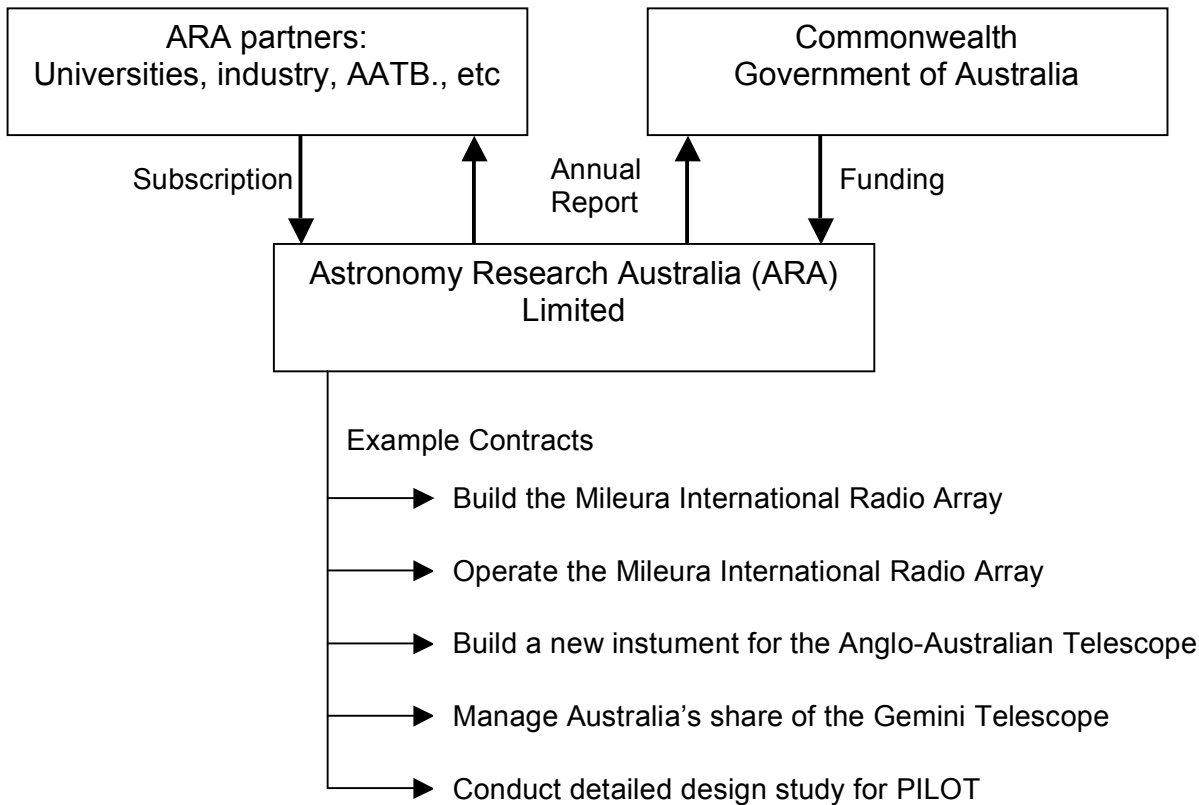 ARA partners:
Universities, industry, AATB., etc
Commonwealth
Government of Australia
Subscription
Annual
Report
Funding
Astronomy Research Australia (ARA)
Limited
Example Contracts
Build the Mileura International Radio Array
Operate the Mileura International Radio Array
Build a new instument for the Anglo-Australian Telescope
Manage Australia’s share of the Gemini Telescope
Conduct detailed design study for PILOT